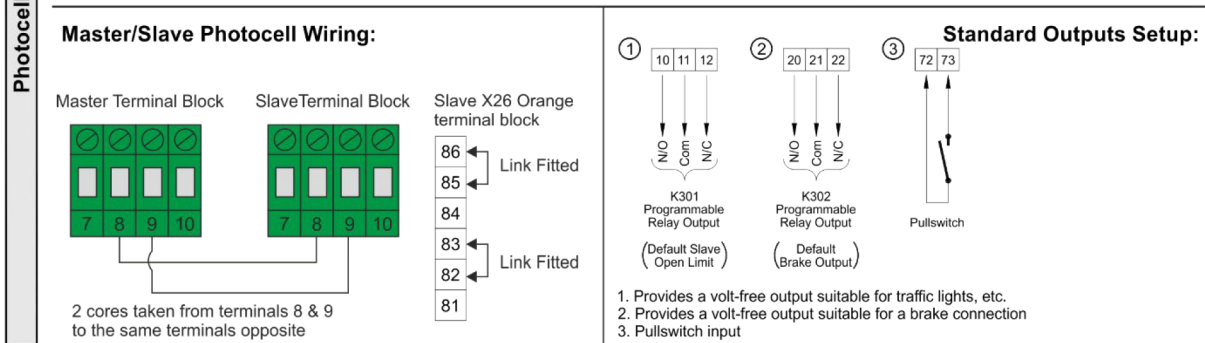 Photocel
Master/Slave Photocell Wiring:
Master Terminal Block
SlaveTerminal Block
Slave X26 Orange
terminal block
7 8 9 10
7 8 9 10
86
Link Fitted
85
84
83
Link Fitted
82
81
2 cores taken from terminals 8 & 9
to the same terminals opposite
Standard Outputs Setup:
1
10 11 12
N/O Com N/C
K301
Programmable
Relay Output
(Default Slave
Open Limit)
2
20 21 22
N/O Com N/C
K302
Programmable
Relay Output
(Default
Brake Output)
3
72 73
Pullswitch
1. Provides a volt-free output suitable for traffic lights, etc.
2. Provides a volt-free output suitable for a brake connection
3. Pullswitch input